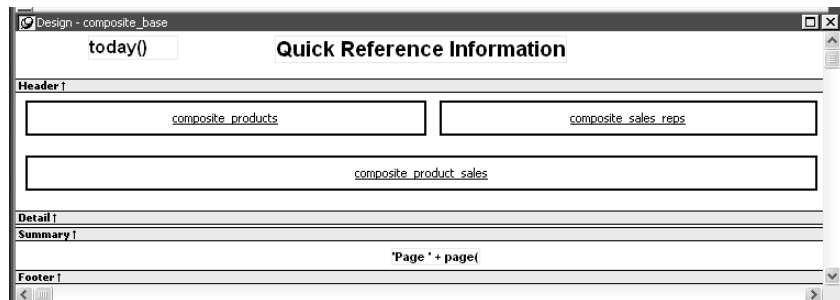 Design - composite_base
today() Quick Reference Information
Header ↑
composite_products composite_sales_reps
composite_product_sales
Detail ↑
Summary ↑
'Page ' + page(
Footer ↑